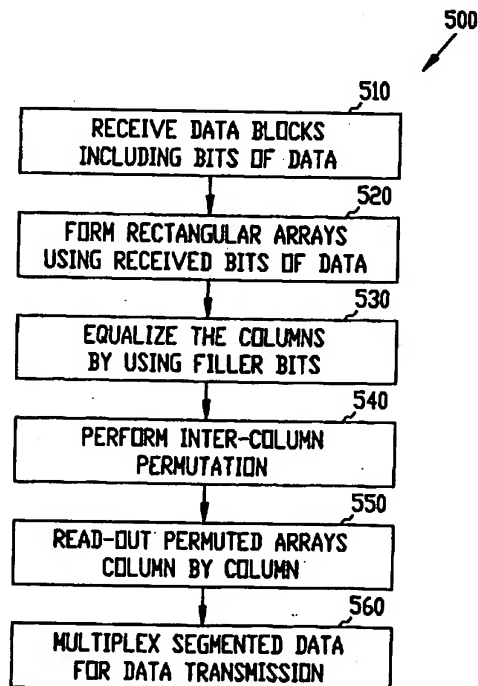 500
510
RECEIVE DATA BLOCKS
INCLUDING BITS OF DATA
520
FORM RECTANGULAR ARRAYS
USING RECEIVED BITS OF DATA
530
EQUALIZE THE COLUMNS
BY USING FILLER BITS
540
PERFORM INTER-COLUMN
PERMUTATION
550
READ-OUT PERMUTED ARRAYS
COLUMN BY COLUMN
560
MULTIPLEX SEGMENTED DATA
FOR DATA TRANSMISSION